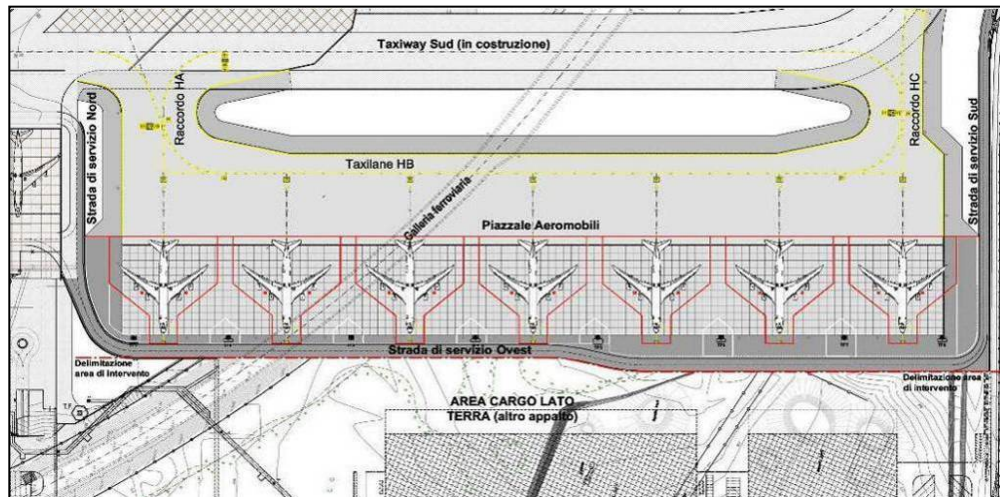 Taxiway Sud (in costruzione)
Raccordo HA
Raccordo HC
Strada di servizio Nord
Strada di servizio Sud
Taxilane HB
Galleria ferroviaria
Piazzale Aeromobili
Strada di servizio Ovest
Delimitazione
area di intervento
Delimitazione area
di intervento
AREA CARGO LATO
TERRA (altro appalto)